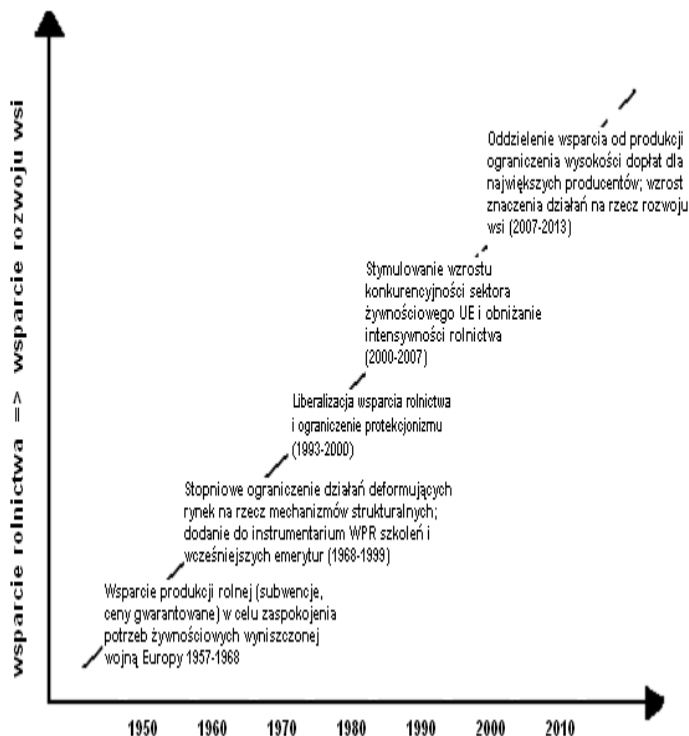 wsparcie rolnictwa => wsparcie rozwoju wsi
Oddzielenie wsparcia od produkcji
ograniczenia wysokości dopłat dla
największych producentów; wzrost
znaczenia działań na rzecz rozwoju
wsi (2007-2013)
Stymulowanie wzrostu
konkurencyjności sektora
żywnościowego UE i obniżanie
intensywności rolnictwa
(2000-2007)
Liberalizacja wsparcia rolnictwa
i ograniczenie protekcjonizmu
(1993-2000)
Stopniowe ograniczenie działań deformujących
rynek na rzecz mechanizmów strukturalnych;
dodanie do instrumentarium WPR szkoleń i
wcześniejszych emerytur (1968-1999)
Wsparcie produkcji rolnej (subwencje,
ceny gwarantowane) w celu zaspokojenia
potrzeb żywnościowych wyniszczonej
wojną Europy 1957-1968
1950 1960 1970 1980 1990 2000 2010